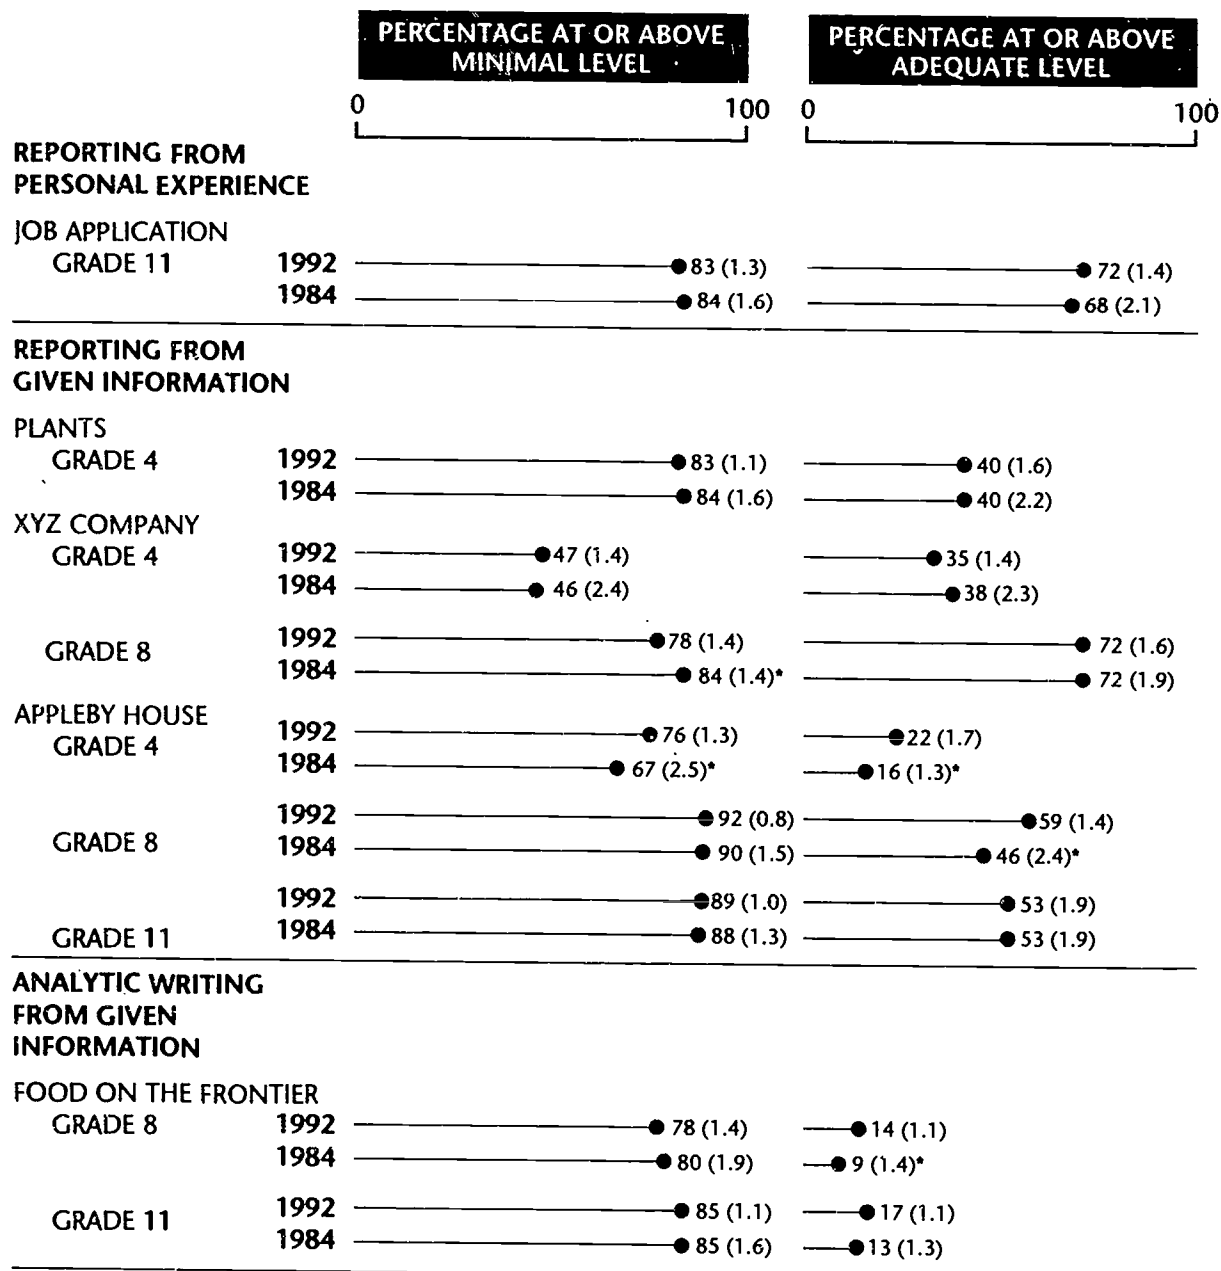 PERCENTAGE AT OR ABOVE MINIMAL LEVEL
PERCENTAGE AT OR ABOVE ADEQUATE LEVEL
0 100 0 100
REPORTING FROM
PERSONAL EXPERIENCE
JOB APPLICATION
GRADE 11 1992 83 (1.3) 72 (1.4)
1984 84 (1.6) 68 (2.1)
REPORTING FROM
GIVEN INFORMATION
PLANTS
GRADE 4 1992 83 (1.1) 40 (1.6)
1984 84 (1.6) 40 (2.2)
XYZ COMPANY
GRADE 4 1992 47 (1.4) 35 (1.4)
1984 46 (2.4) 38 (2.3)
GRADE 8 1992 78 (1.4) 72 (1.6)
1984 84 (1.4)* 72 (1.9)
APPLEBY HOUSE
GRADE 4 1992 76 (1.3) 22 (1.7)
1984 67 (2.5)* 16 (1.3)*
1992 92 (0.8) 59 (1.4)
GRADE 8 1984 90 (1.5) 46 (2.4)*
1992 89 (1.0) 53 (1.9)
GRADE 11 1984 88 (1.3) 53 (1.9)
ANALYTIC WRITING
FROM GIVEN
INFORMATION
FOOD ON THE FRONTIER
GRADE 8 1992 78 (1.4) 14 (1.1)
1984 80 (1.9) 9 (1.4)*
GRADE 11 1992 85 (1.1) 17 (1.1)
1984 85 (1.6) 13 (1.3)